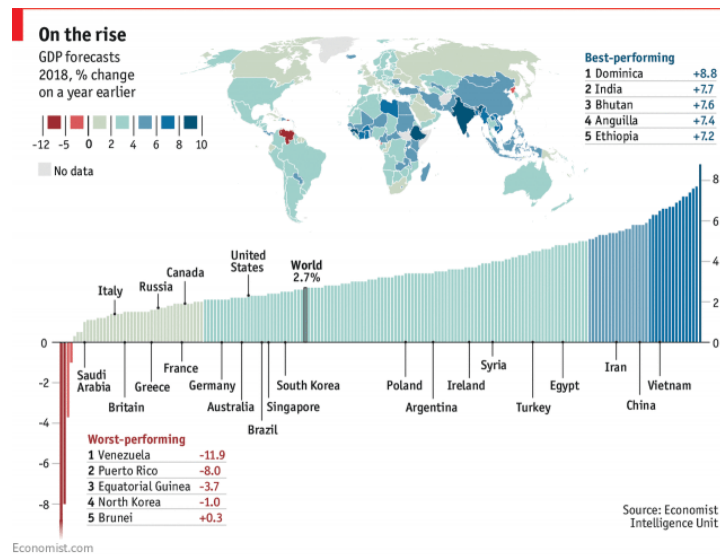 On the rise
GDP forecasts
2018, % change
on a year earlier
-12 -5 0 2 4 6 8 10
No data
Best-performing
1 Dominica +8.8
2 India +7.7
3 Bhutan +7.6
4 Anguilla +7.4
5 Ethiopia +7.2
8
6
4
2
0
Italy
Russia
Canada
United
States
World
2.7%
0
-2
-4
-6
-8
Saudi
Arabia
Britain
Greece
France
Germany
Australia
Brazil
Singapore
South Korea
Poland
Argentina
Ireland
Syria
Turkey
Egypt
Iran
China
Vietnam
Worst-performing
1 Venezuela -11.9
2 Puerto Rico -8.0
3 Equatorial Guinea -3.7
4 North Korea -1.0
5 Brunei +0.3
Source: Economist
Intelligence Unit
Economist.com